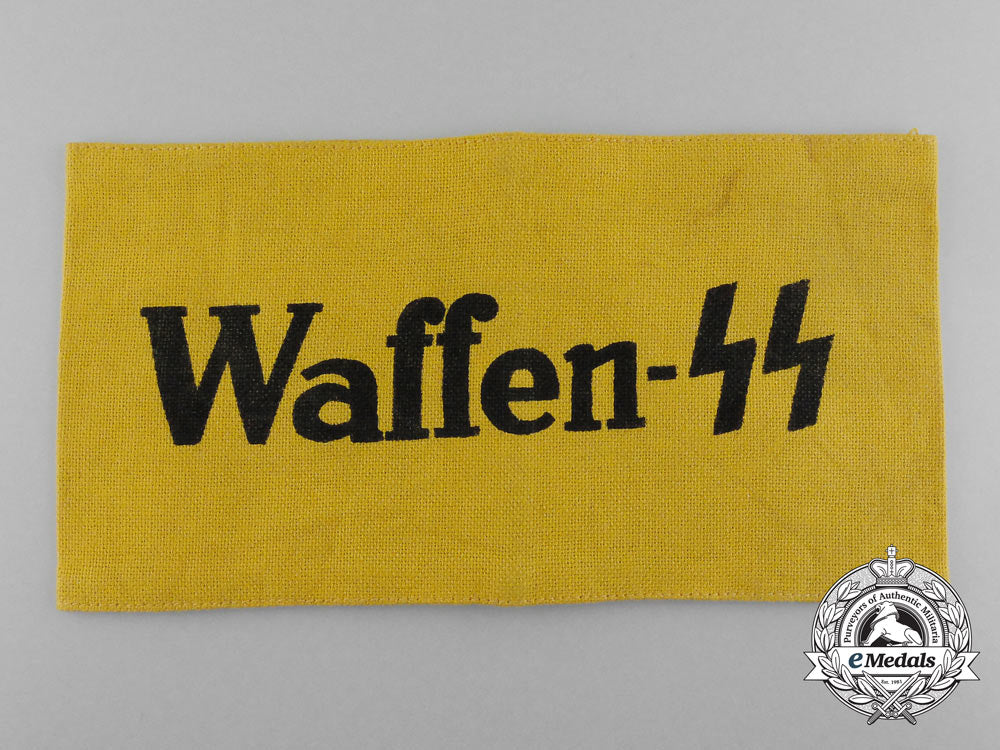 Waffen-SS
Purveyors of Authentic Militaria
eMedals
est. 1981